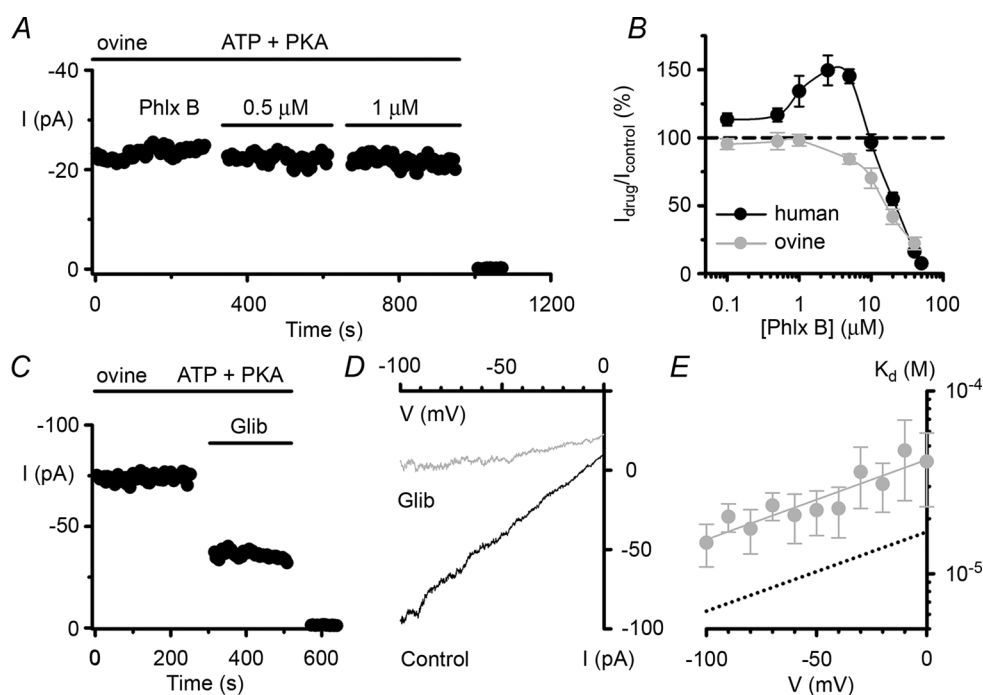 A
ovine ATP + PKA
-40
I (pA)
Phlx B 0.5 µM 1 µM
-20
0
0 400 800 1200
Time (s)
B
150
100
50
0
Idrug/Icontrol (%)
human
ovine
0.1 1 10 100
[Phlx B] (µM)
C
ovine ATP + PKA
-100
Glib
I (pA)
-50
0
0 200 400 600
Time (s)
D
-100 -50 0
V (mV)
0
Glib
-50
-100
Control I (pA)
E
Kd (M)
10-4
10-5
-100 -50 0
V (mV)